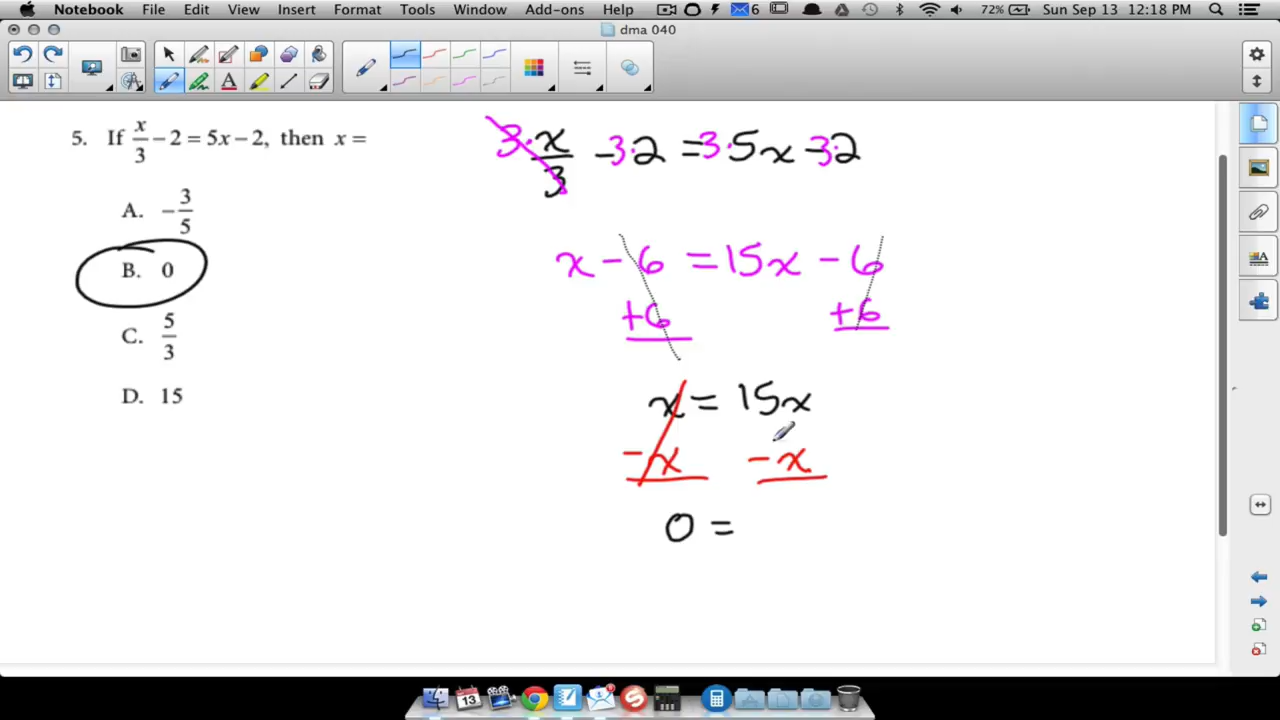 Notebook File Edit View Insert Format Tools Add-ons Window Help 6 72% Sun Sep 13 12:18 PM
dma 040
5. If x/3 − 2 = 5x − 2, then x =
A. −3/5
B. 0
C. 5/3
D. 15
3·x/3 − 3·2 = 3·5x − 3·2
x − 6 = 15x − 6
+6 +6
x = 15x
−x −x
0 =
13